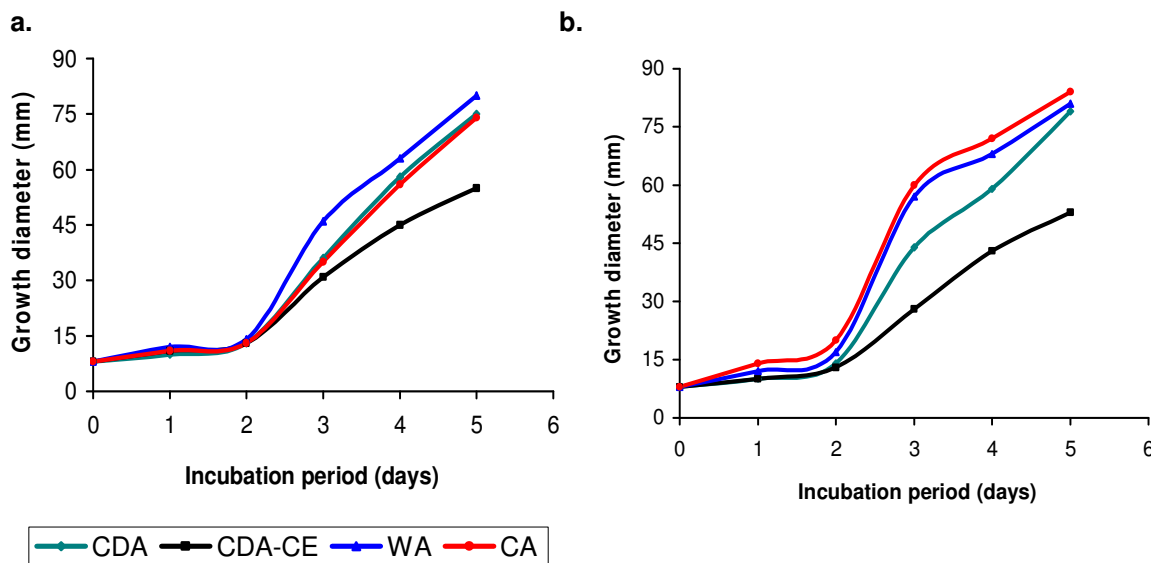 a.
90
75
60
45
30
15
0
0 1 2 3 4 5 6
Growth diameter (mm)
Incubation period (days)
b.
90
75
60
45
30
15
0
0 1 2 3 4 5 6
Growth diameter (mm)
Incubation period (days)
CDA CDA-CE WA CA